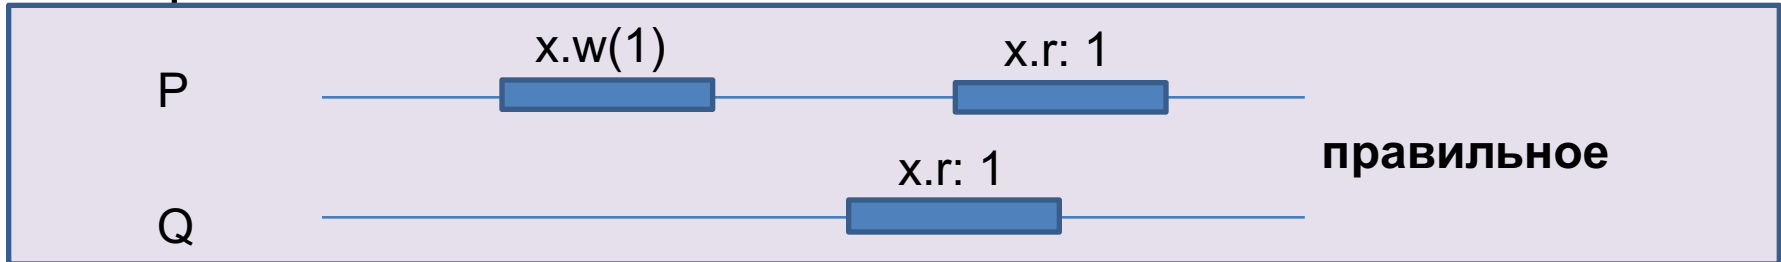 x.w(1)
x.r: 1
P
правильное
x.r: 1
Q